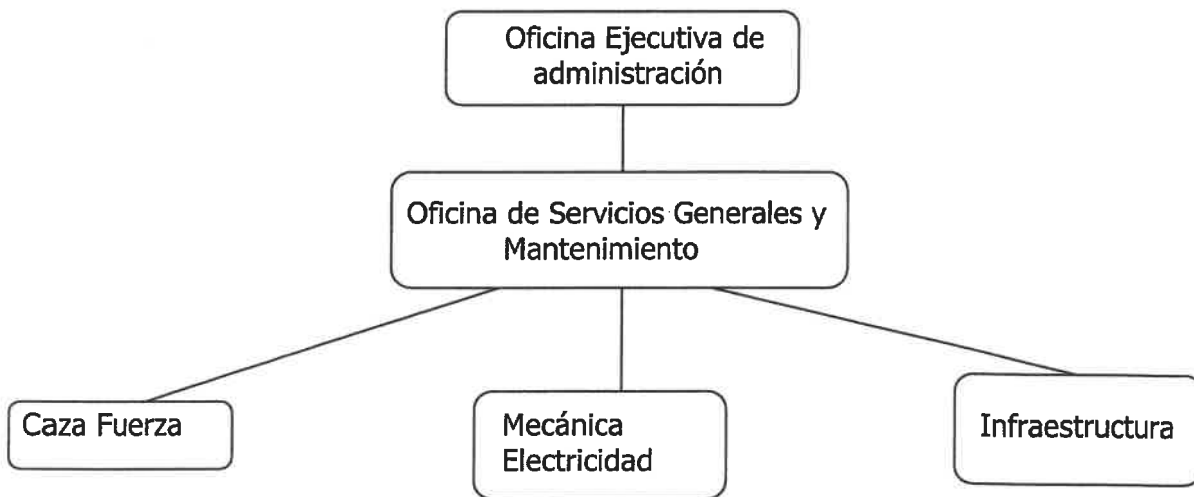 Oficina Ejecutiva de
administración
Oficina de Servicios Generales y
Mantenimiento
Caza Fuerza
Mecánica
Electricidad
Infraestructura